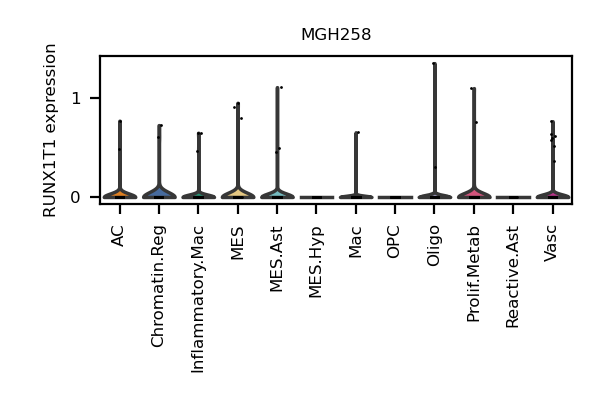 MGH258
RUNX1T1 expression
1
0
AC
Chromatin.Reg
Inflammatory.Mac
MES
MES.Ast
MES.Hyp
Mac
OPC
Oligo
Prolif.Metab
Reactive.Ast
Vasc